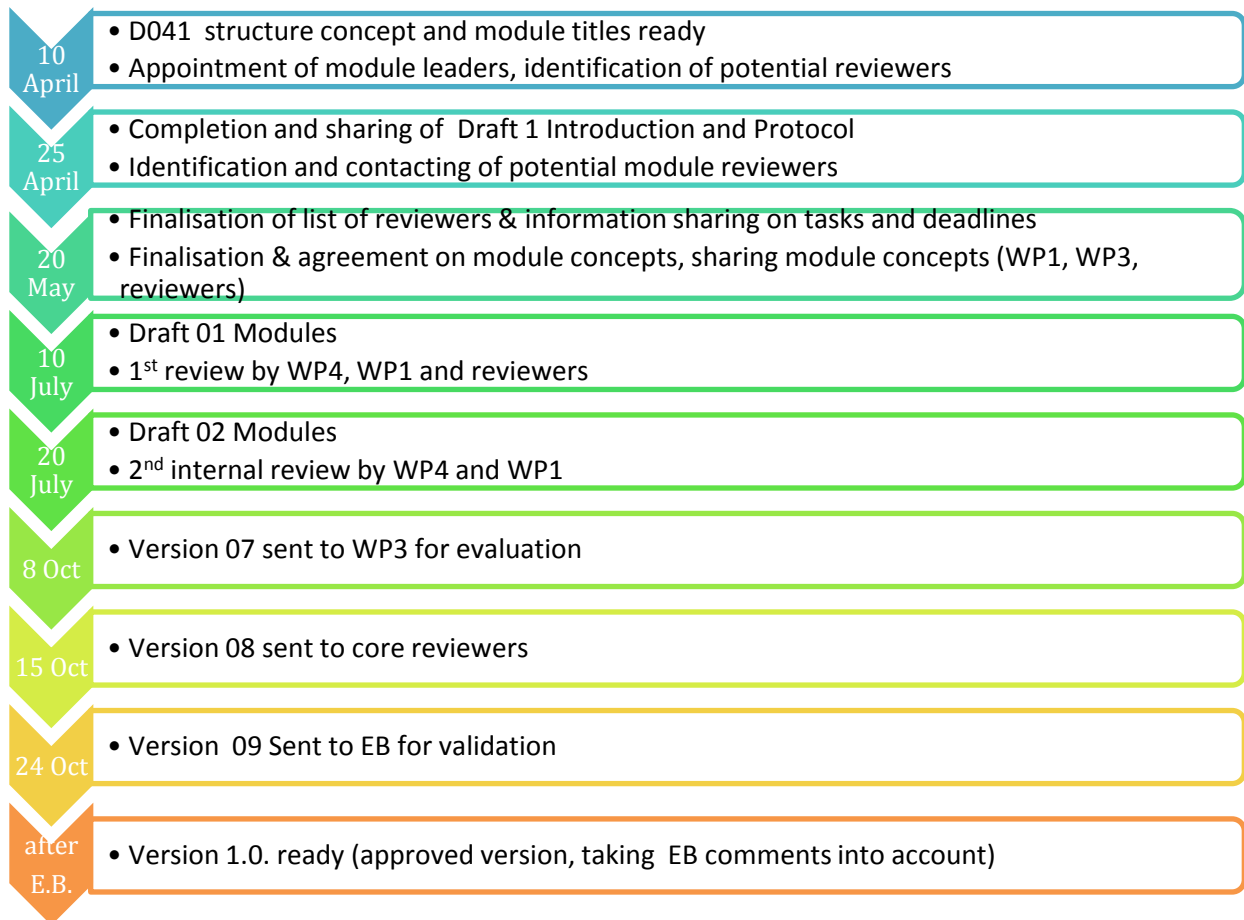 10
April
• D041  structure concept and module titles ready
• Appointment of module leaders, identification of potential reviewers
25
April
• Completion and sharing of  Draft 1 Introduction and Protocol
• Identification and contacting of potential module reviewers
20
May
• Finalisation of list of reviewers & information sharing on tasks and deadlines
• Finalisation & agreement on module concepts, sharing module concepts (WP1, WP3,
reviewers)
10
July
• Draft 01 Modules
• 1st review by WP4, WP1 and reviewers
20
July
• Draft 02 Modules
• 2nd internal review by WP4 and WP1
8 Oct
• Version 07 sent to WP3 for evaluation
15 Oct
• Version 08 sent to core reviewers
24 Oct
• Version  09 Sent to EB for validation
after
E.B.
• Version 1.0. ready (approved version, taking  EB comments into account)